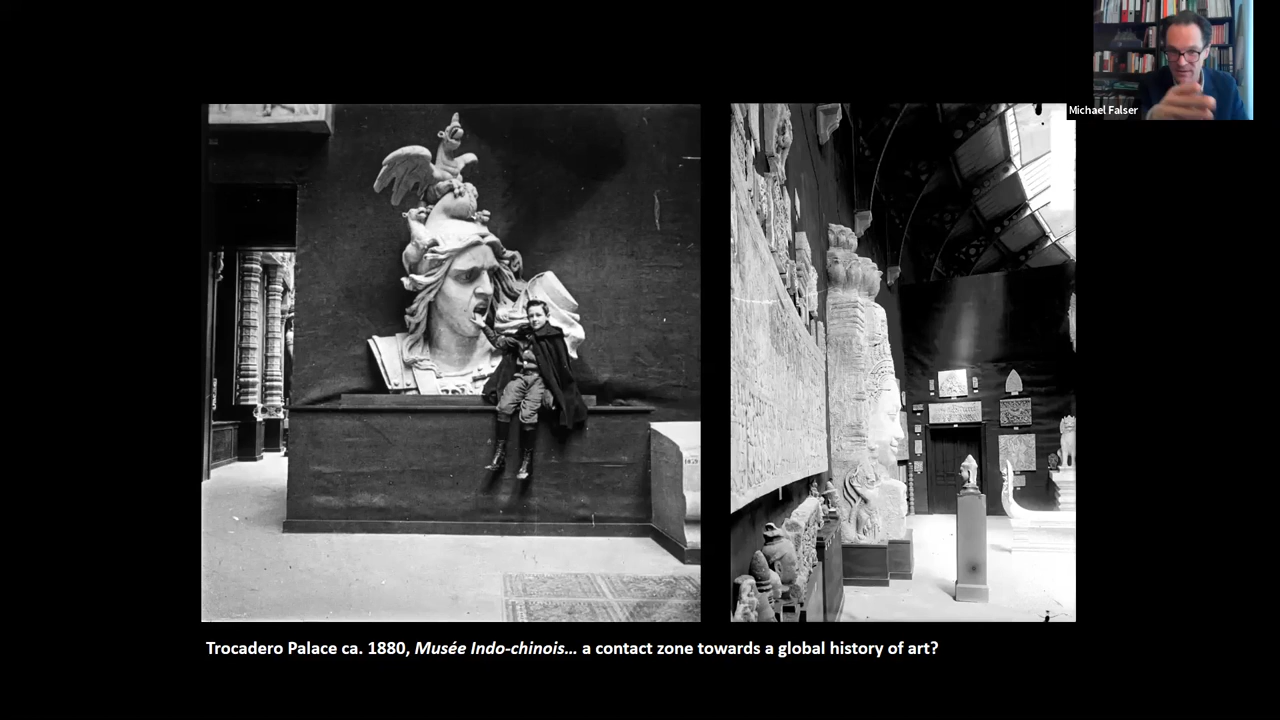 Michael Falser
Trocadero Palace ca. 1880, Musée Indo-chinois… a contact zone towards a global history of art?